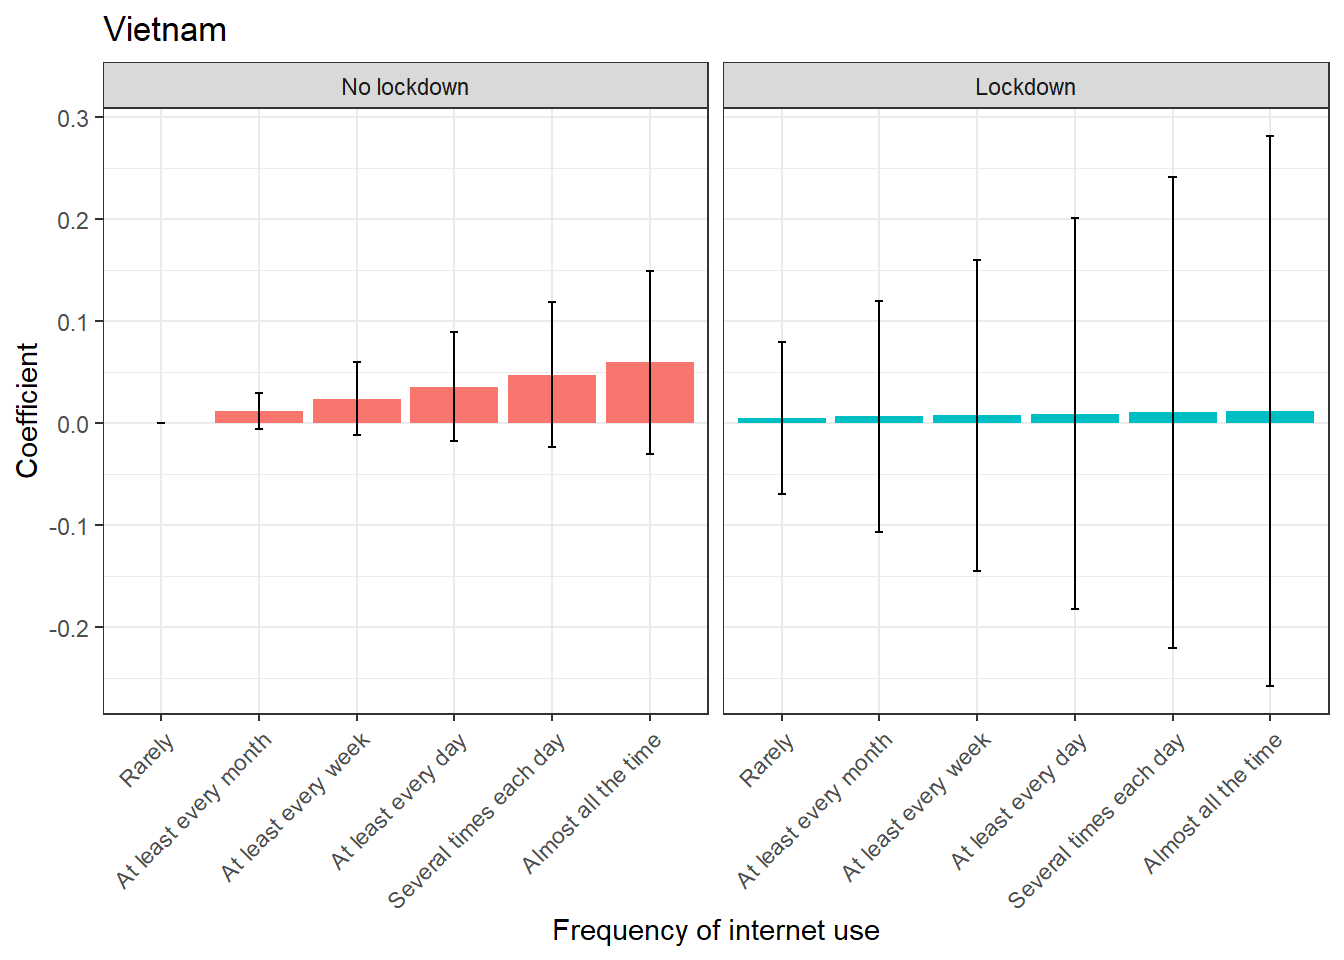 Vietnam
No lockdown
Lockdown
Coefficient
0.3
0.2
0.1
0.0
-0.1
-0.2
Rarely
At least every month
At least every week
At least every day
Several times each day
Almost all the time
Rarely
At least every month
At least every week
At least every day
Several times each day
Almost all the time
Frequency of internet use